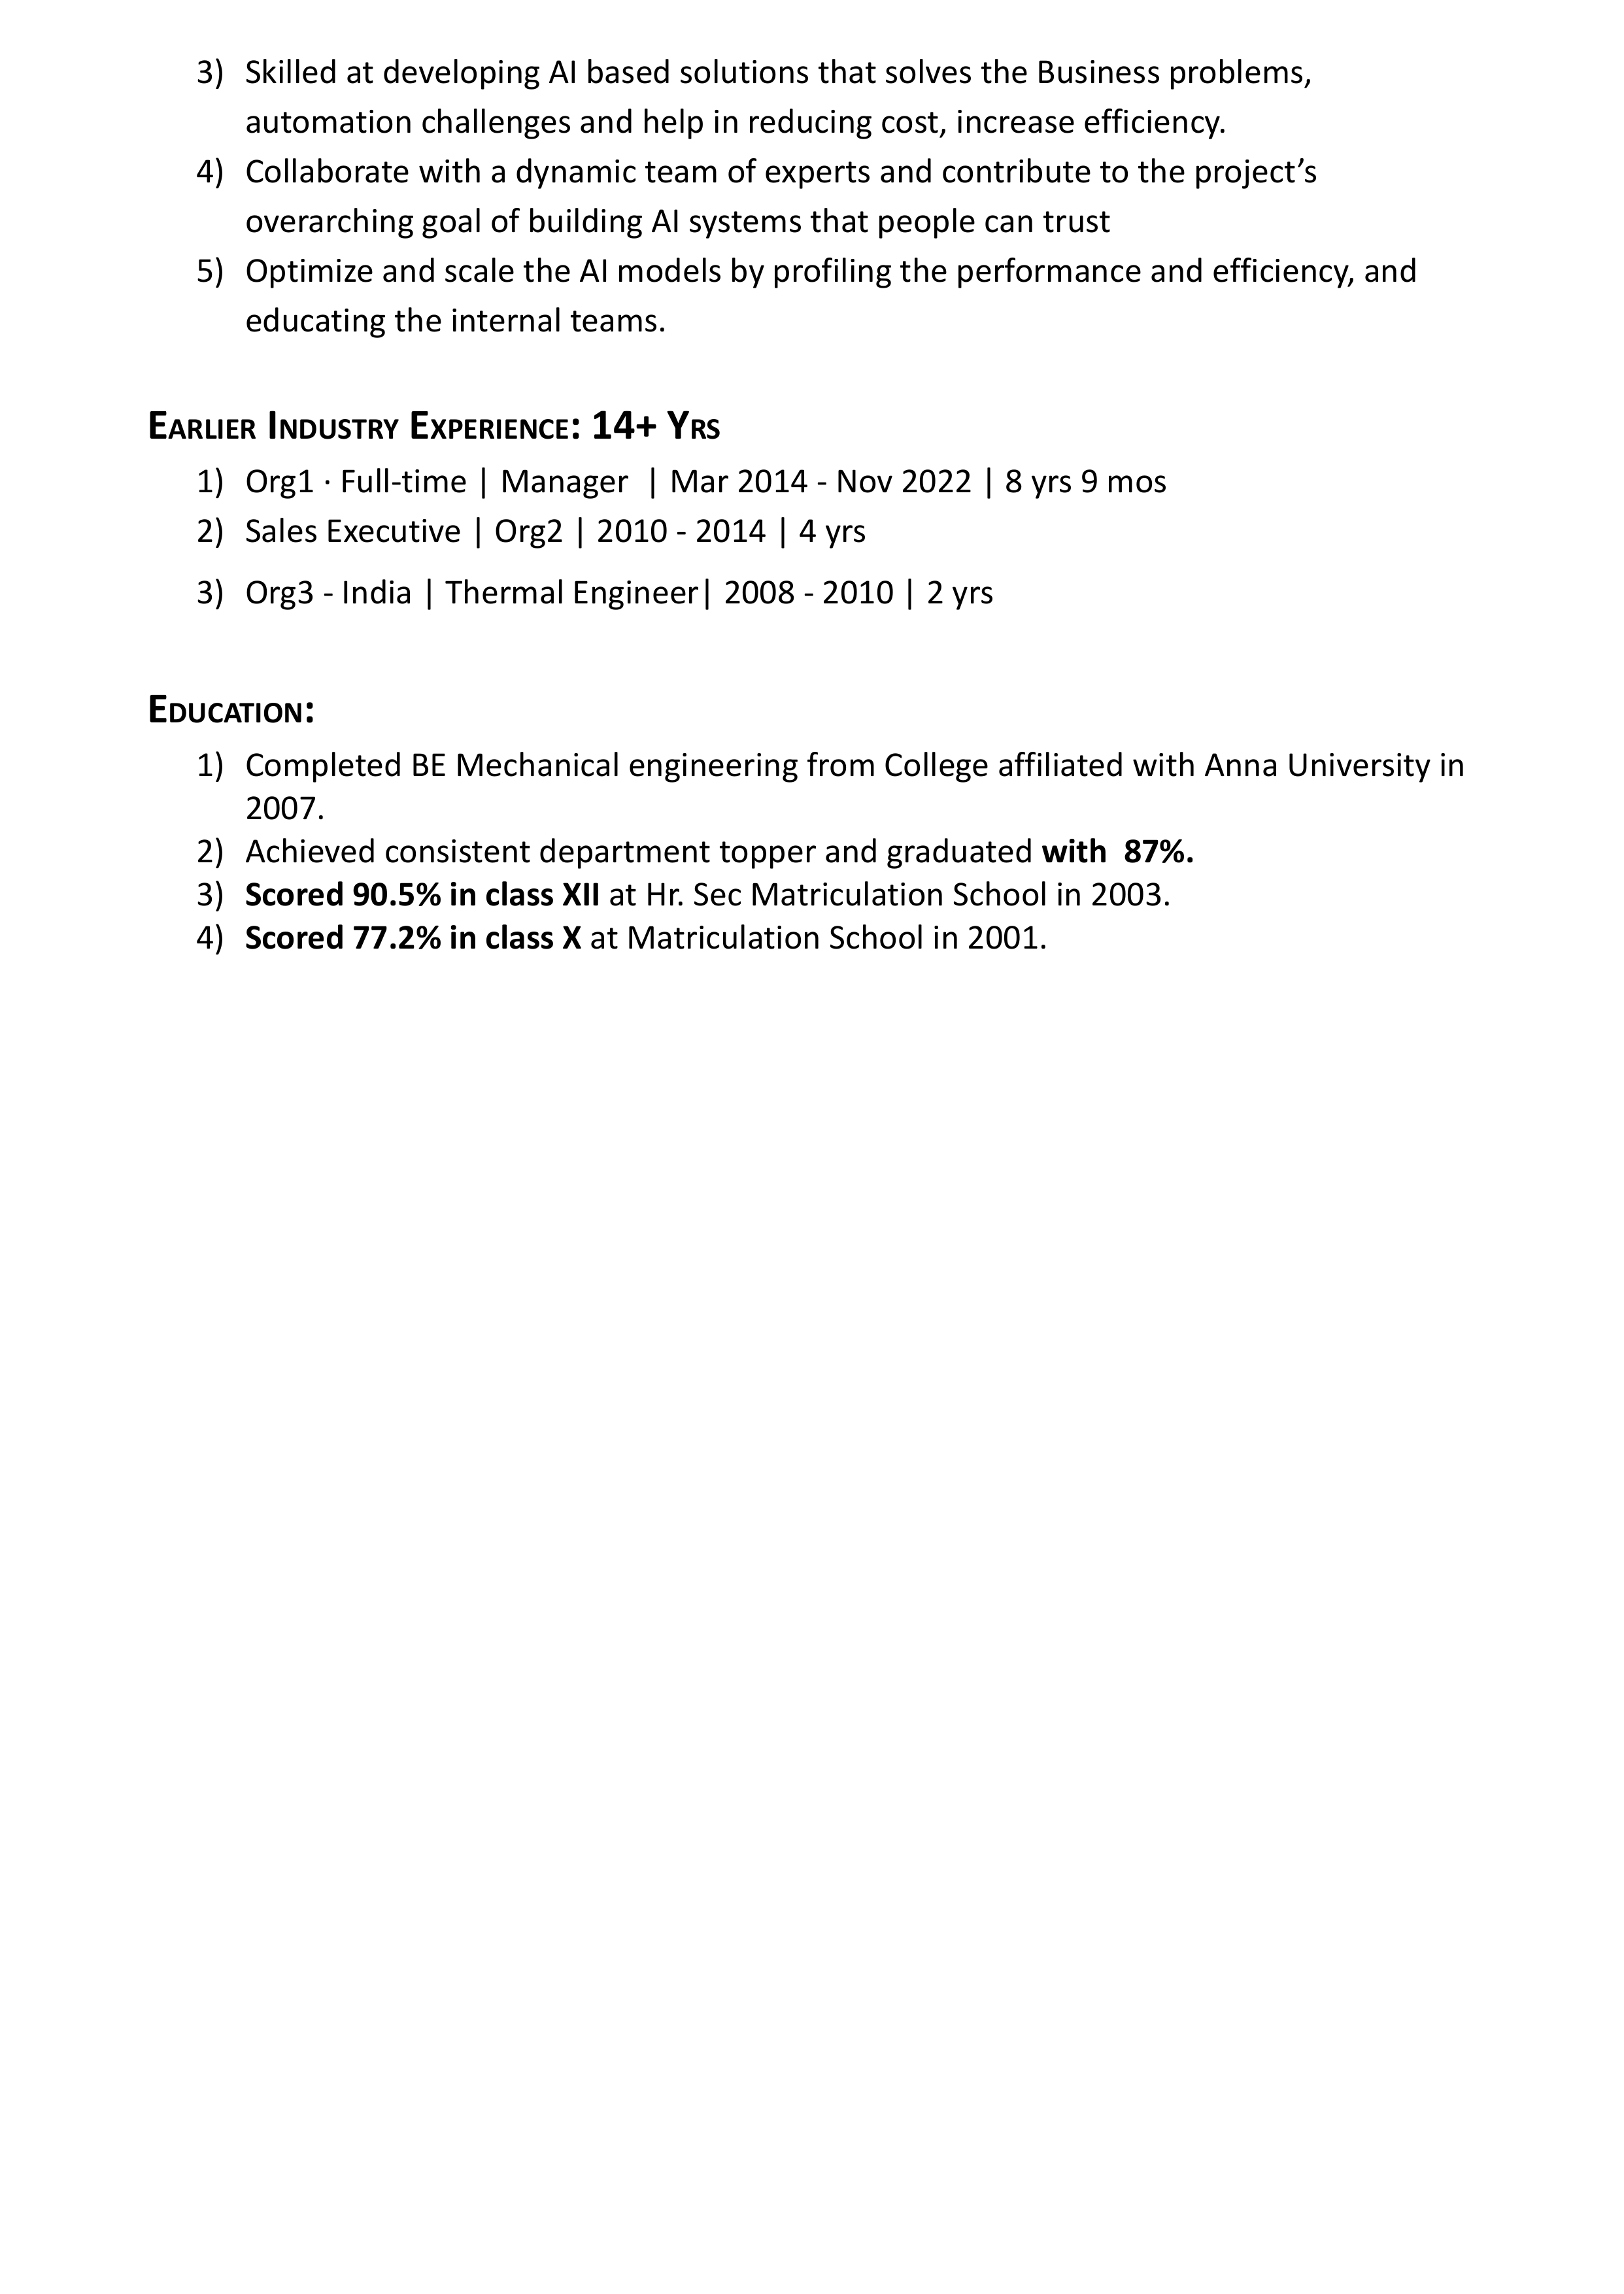 3) Skilled at developing AI based solutions that solves the Business problems,
automation challenges and help in reducing cost, increase efficiency.
4) Collaborate with a dynamic team of experts and contribute to the project’s
overarching goal of building AI systems that people can trust
5) Optimize and scale the AI models by profiling the performance and efficiency, and
educating the internal teams.
Earlier Industry Experience: 14+ Yrs
1) Org1 · Full-time | Manager | Mar 2014 - Nov 2022 | 8 yrs 9 mos
2) Sales Executive | Org2 | 2010 - 2014 | 4 yrs
3) Org3 - India | Thermal Engineer| 2008 - 2010 | 2 yrs
Education:
1) Completed BE Mechanical engineering from College affiliated with Anna University in
2007.
2) Achieved consistent department topper and graduated with 87%.
3) Scored 90.5% in class XII at Hr. Sec Matriculation School in 2003.
4) Scored 77.2% in class X at Matriculation School in 2001.